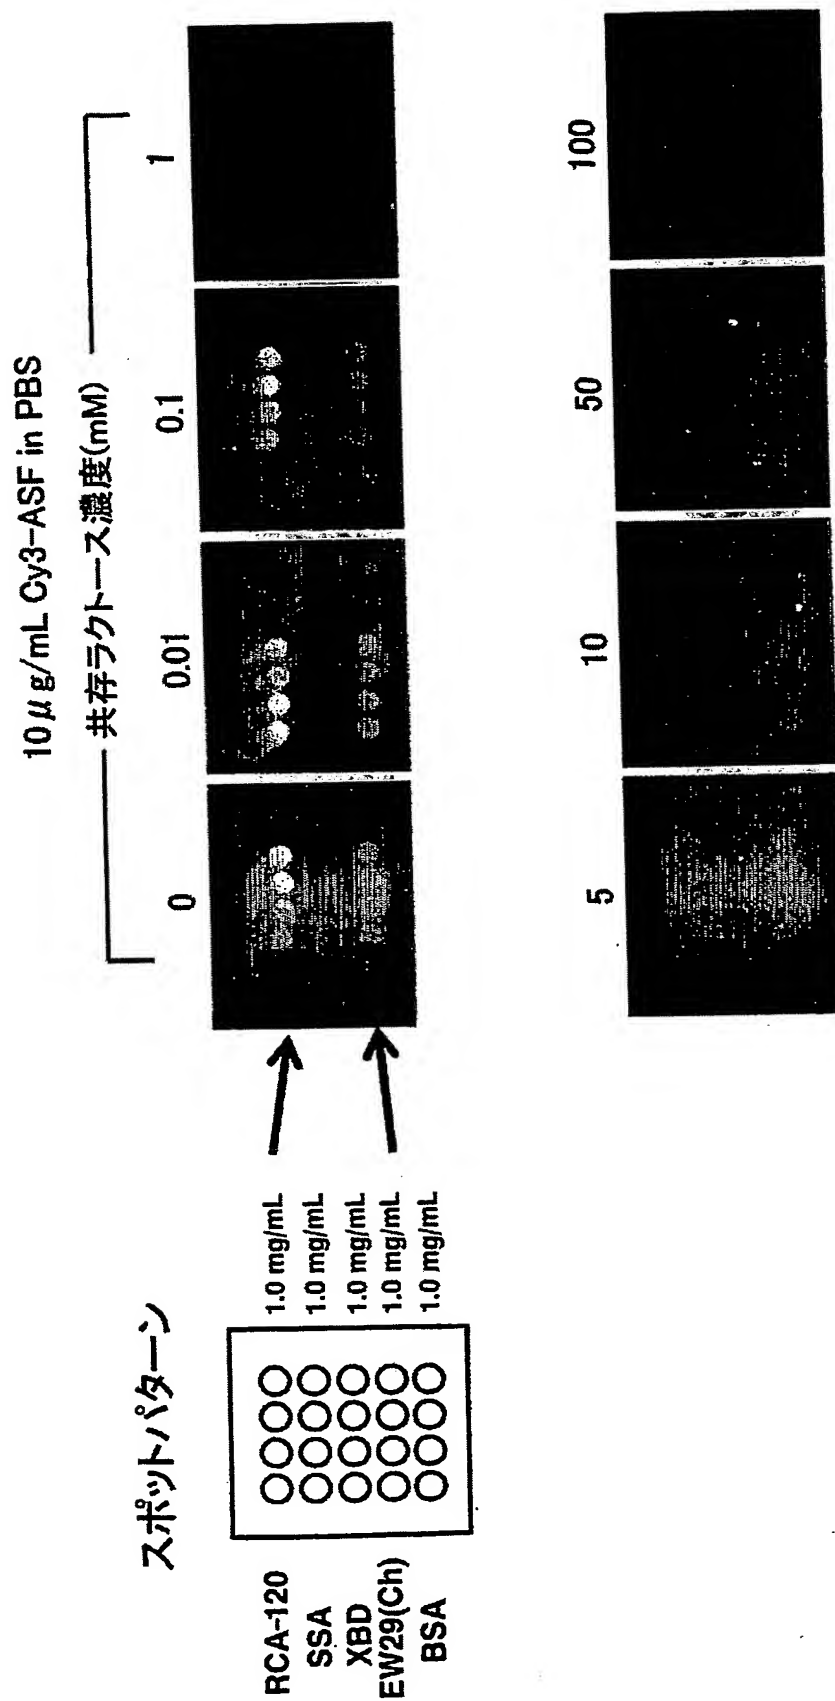 10μg/mL Cy3-ASF in PBS
共存ラクトース濃度(mM)
0 0.01 0.1 1
5 10 50 100
スポットパターン
RCA-120 1.0 mg/mL
SSA 1.0 mg/mL
XBD 1.0 mg/mL
EW29(Ch) 1.0 mg/mL
BSA 1.0 mg/mL